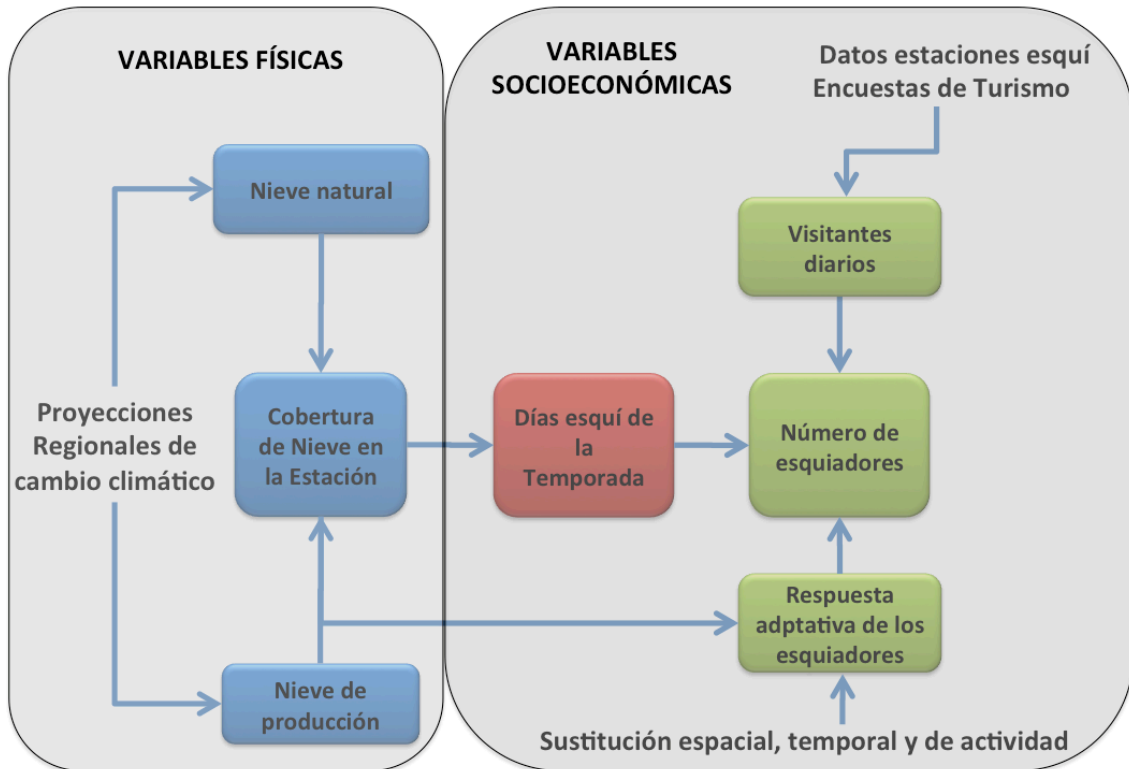 VARIABLES FÍSICAS
Nieve natural
Proyecciones
Regionales de
cambio climático
Cobertura
de Nieve en
la Estación
Nieve de
producción
VARIABLES
SOCIOECONÓMICAS
Datos estaciones esquí
Encuestas de Turismo
Visitantes
diarios
Días esquí de
la
Temporada
Número de
esquiadores
Respuesta
adptativa de los
esquiadores
Sustitución espacial, temporal y de actividad